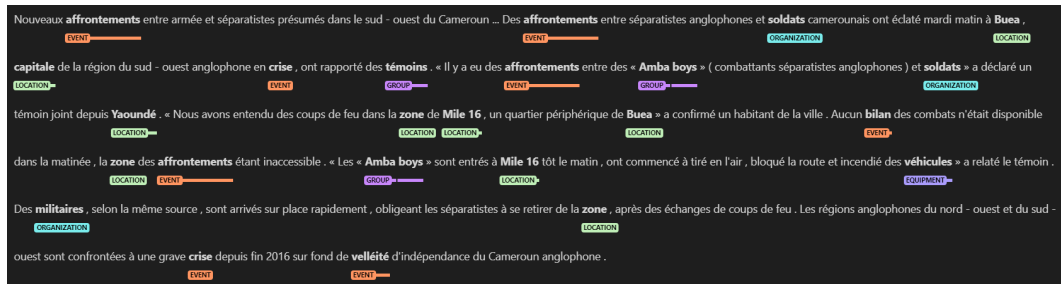 Nouveaux affrontements entre armée et séparatistes présumés dans le sud - ouest du Cameroun ... Des affrontements entre séparatistes anglophones et soldats camerounais ont éclaté mardi matin à Buea ,
EVENT EVENT ORGANIZATION LOCATION
capitale de la région du sud - ouest anglophone en crise , ont rapporté des témoins . « Il y a eu des affrontements entre des « Amba boys » ( combattants séparatistes anglophones ) et soldats » a déclaré un
LOCATION EVENT GROUP EVENT GROUP ORGANIZATION
témoin joint depuis Yaoundé . « Nous avons entendu des coups de feu dans la zone de Mile 16 , un quartier périphérique de Buea » a confirmé un habitant de la ville . Aucun bilan des combats n'était disponible
LOCATION LOCATION LOCATION LOCATION EVENT
dans la matinée , la zone des affrontements étant inaccessible . « Les « Amba boys » sont entrés à Mile 16 tôt le matin , ont commencé à tiré en l'air , bloqué la route et incendié des véhicules » a relaté le témoin .
LOCATION EVENT GROUP LOCATION EQUIPMENT
Des militaires , selon la même source , sont arrivés sur place rapidement , obligeant les séparatistes à se retirer de la zone , après des échanges de coups de feu . Les régions anglophones du nord - ouest et du sud -
ORGANIZATION LOCATION
ouest sont confrontées à une grave crise depuis fin 2016 sur fond de velléité d'indépendance du Cameroun anglophone .
EVENT EVENT